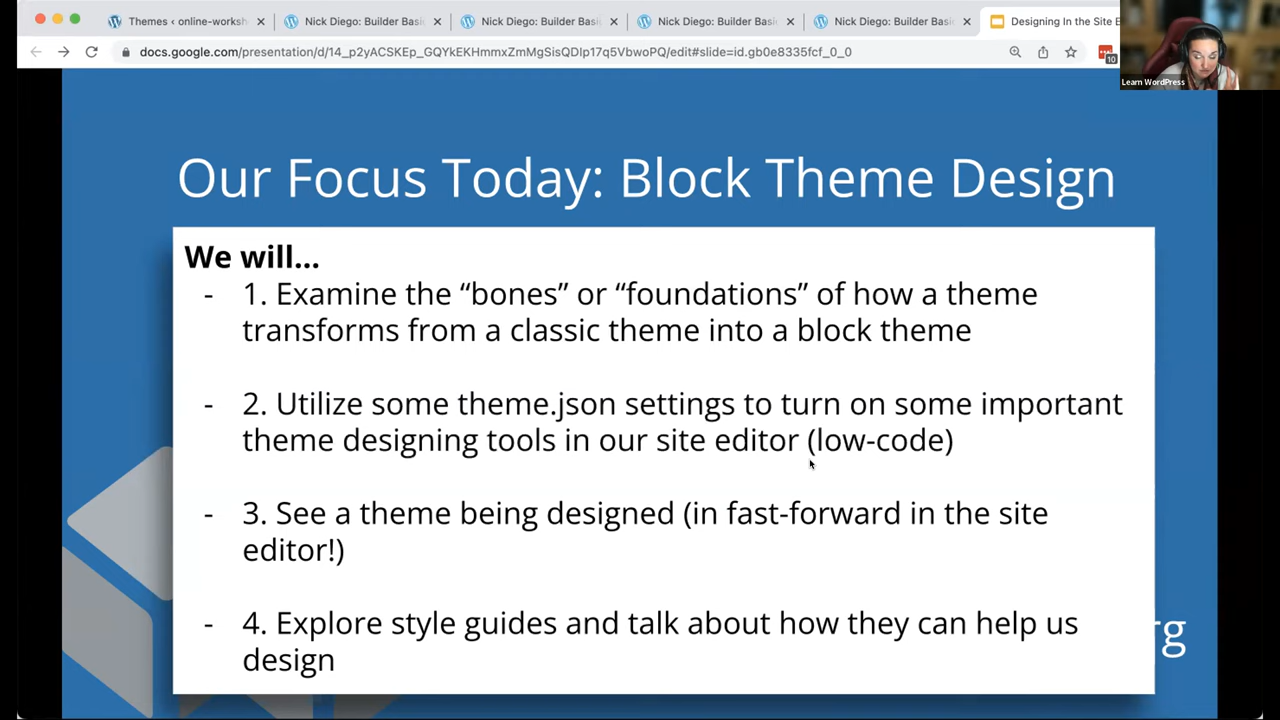 Themes ‹ online-worksh
Nick Diego: Builder Basi
Nick Diego: Builder Basi
Nick Diego: Builder Basi
Nick Diego: Builder Basi
Designing In the Site E
docs.google.com/presentation/d/14_p2yACSKEp_GQYkEKHmmxZmMgSisQDlp17q5VbwoPQ/edit#slide=id.gb0e8335fcf_0_0
10
Learn WordPress
Our Focus Today: Block Theme Design
We will...
- 1. Examine the “bones” or “foundations” of how a theme
transforms from a classic theme into a block theme
- 2. Utilize some theme.json settings to turn on some important
theme designing tools in our site editor (low-code)
- 3. See a theme being designed (in fast-forward in the site
editor!)
- 4. Explore style guides and talk about how they can help us
design
rg